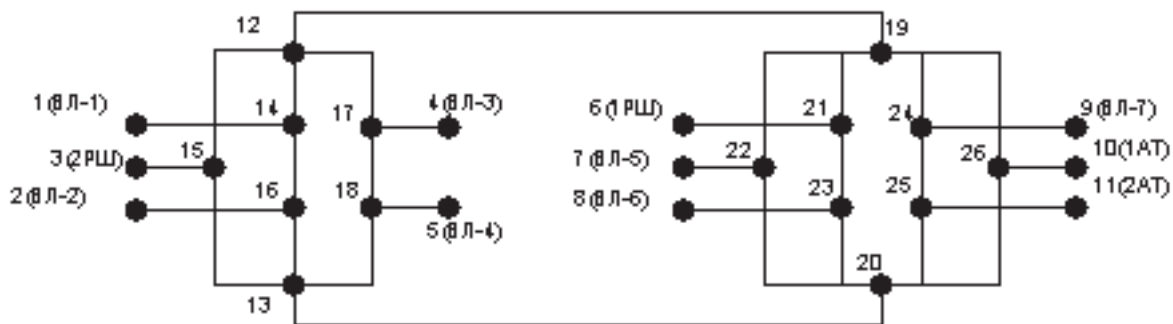 12
19
1(ВЛ-1)
14
17
4(ВЛ-3)
6(1РШ)
21
24
9(ВЛ-7)
3(2РШ)
15
7(ВЛ-5)
22
26
10(1АТ)
2(ВЛ-2)
16
18
8(ВЛ-6)
23
25
11(2АТ)
5(ВЛ-4)
13
20